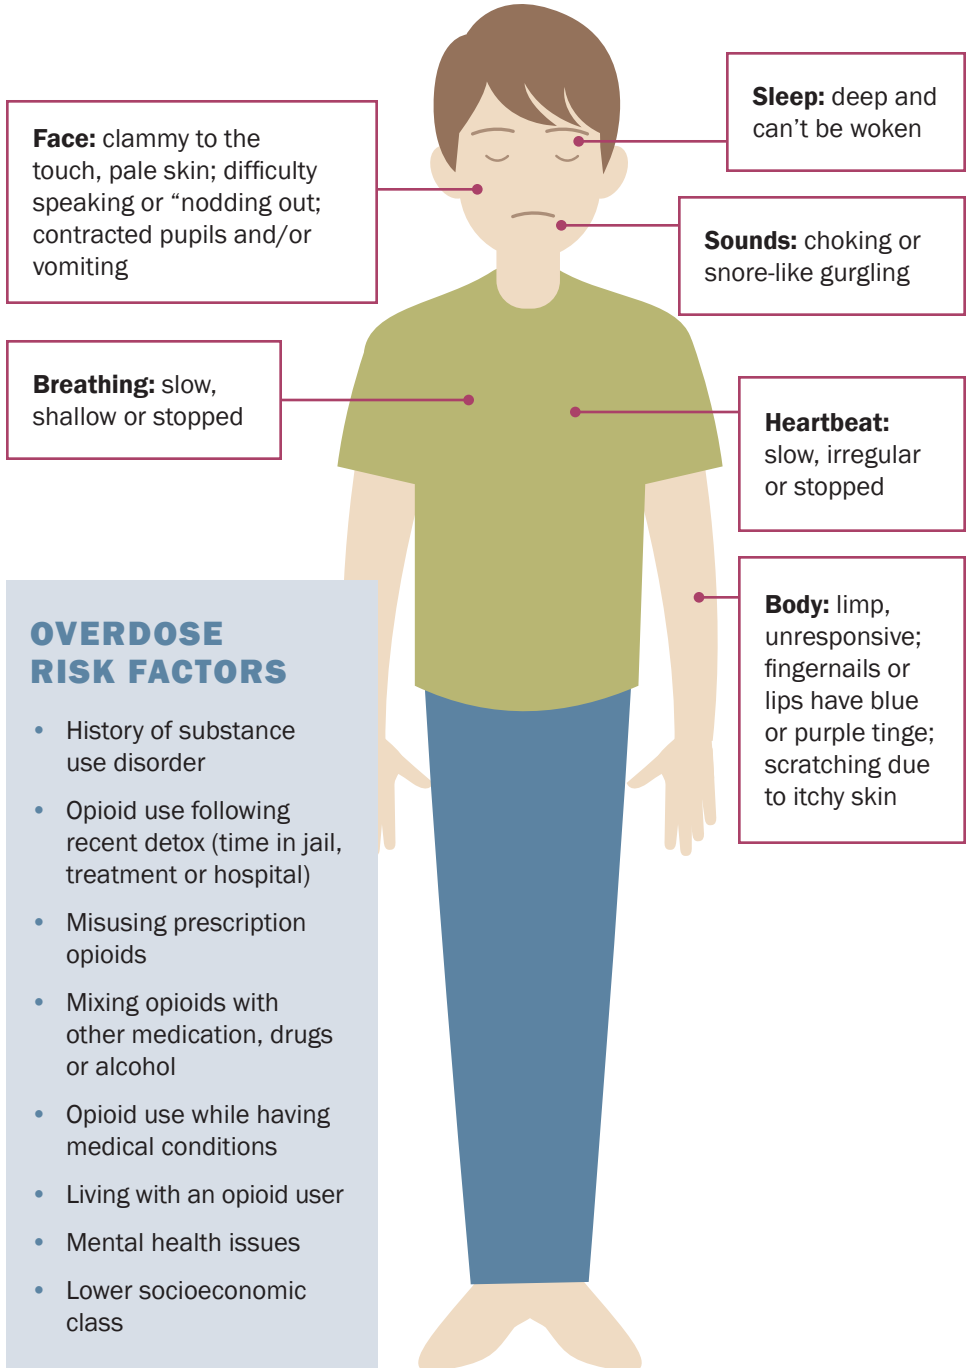 Face: clammy to the
touch, pale skin; difficulty
speaking or “nodding out;
contracted pupils and/or
vomiting
Sleep: deep and
can’t be woken
Sounds: choking or
snore-like gurgling
Breathing: slow,
shallow or stopped
Heartbeat:
slow, irregular
or stopped
Body: limp,
unresponsive;
fingernails or
lips have blue
or purple tinge;
scratching due
to itchy skin
OVERDOSE
RISK FACTORS
• History of substance
use disorder
• Opioid use following
recent detox (time in jail,
treatment or hospital)
• Misusing prescription
opioids
• Mixing opioids with
other medication, drugs
or alcohol
• Opioid use while having
medical conditions
• Living with an opioid user
• Mental health issues
• Lower socioeconomic
class